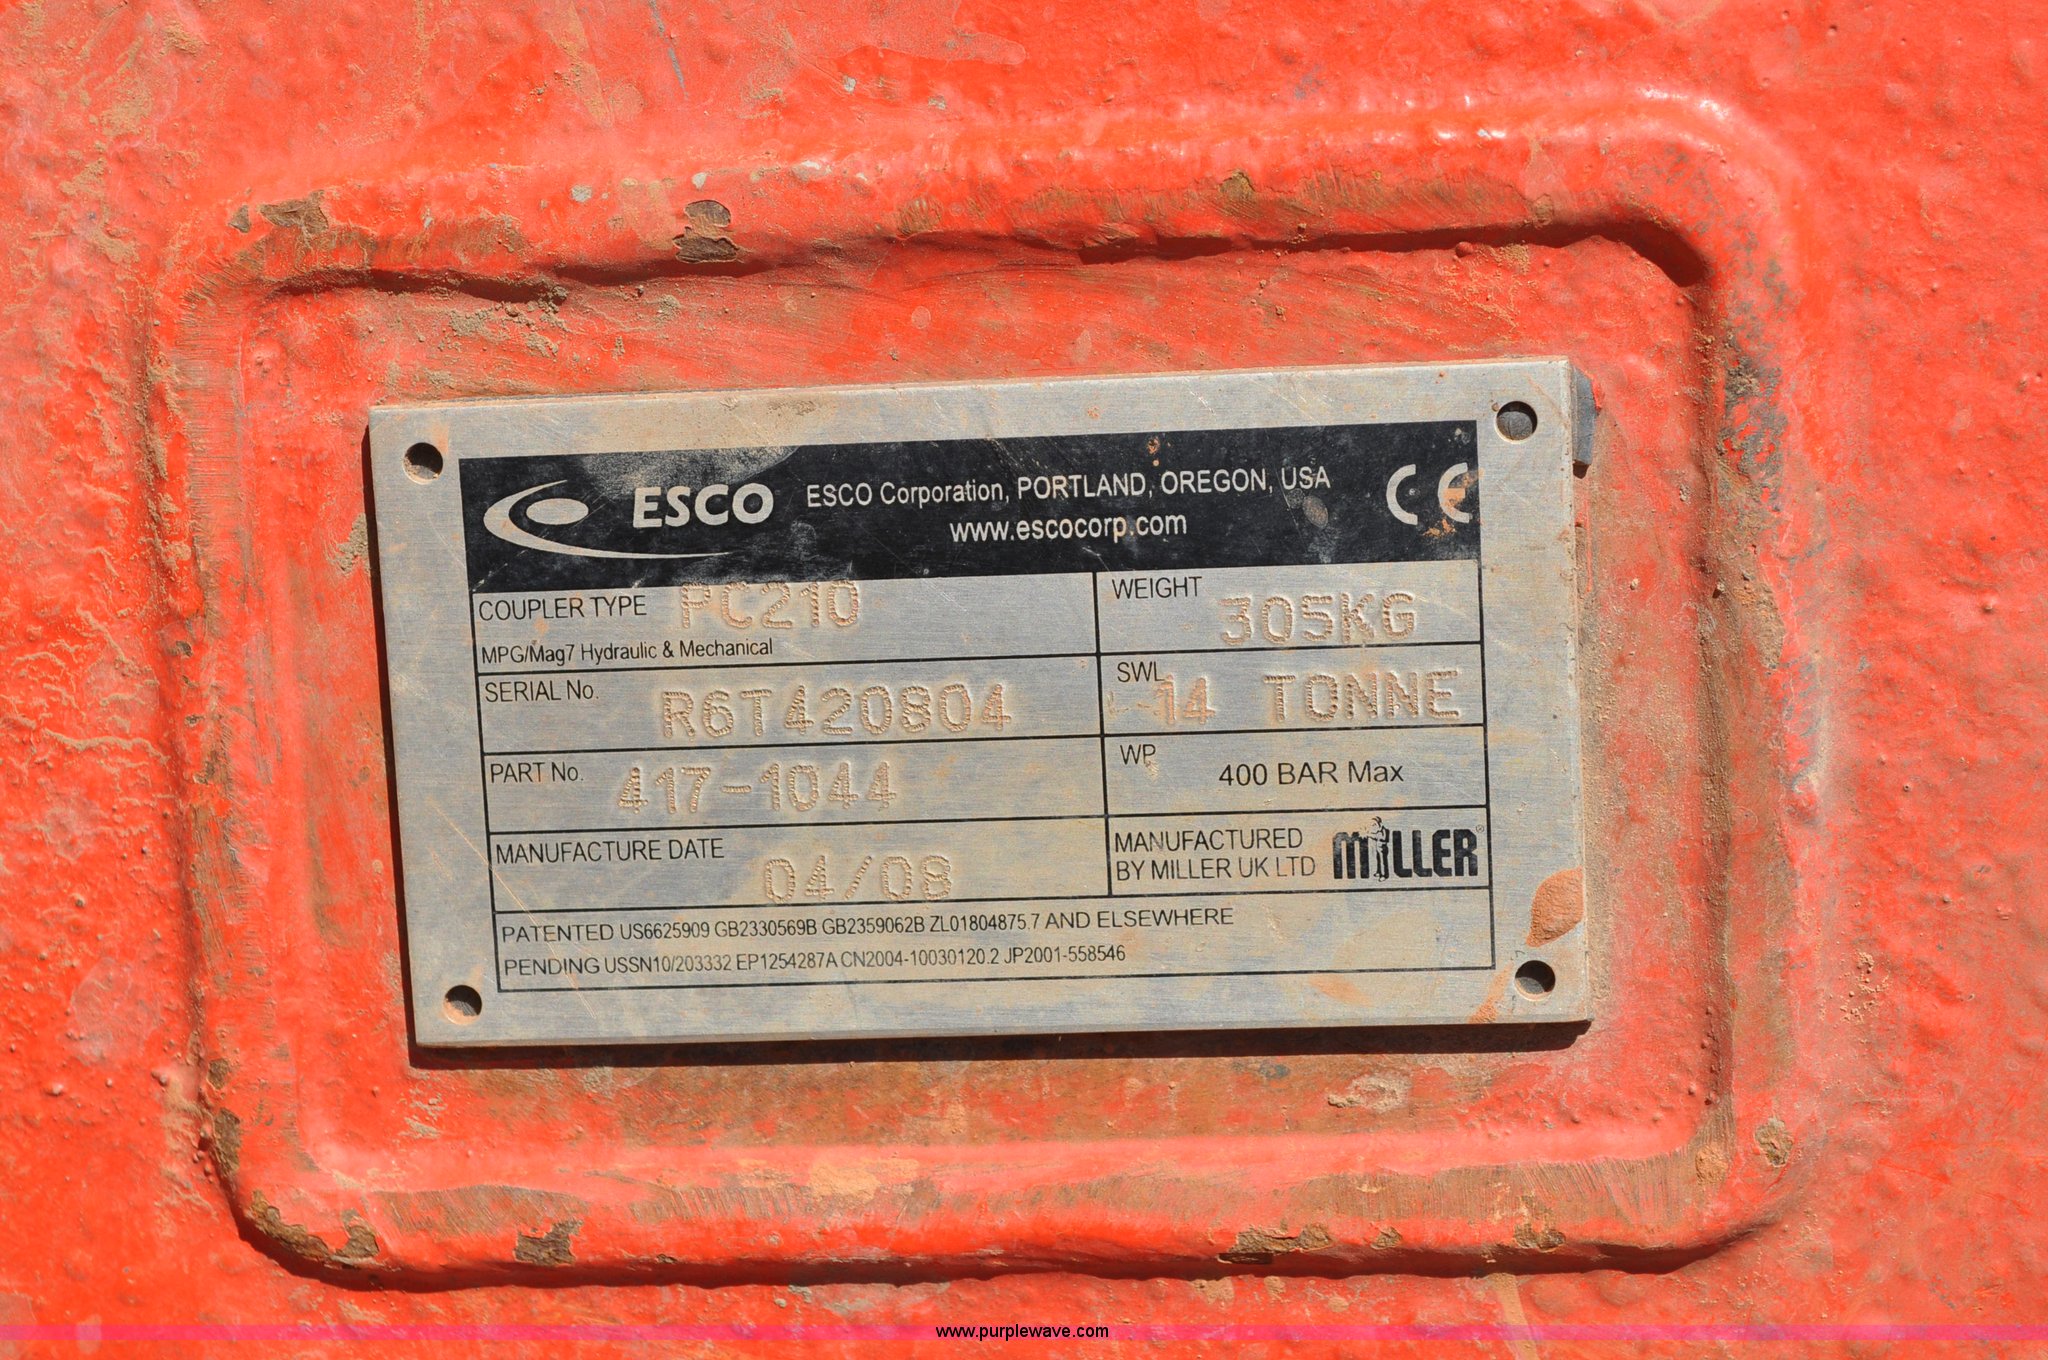 ESCO
ESCO Corporation, PORTLAND, OREGON, USA
www.escocorp.com
CE
COUPLER TYPE PC210
MPG/Mag7 Hydraulic & Mechanical
WEIGHT 305KG
SERIAL No. R6T420804
SWL 14 TONNE
PART No. 417-1044
WP 400 BAR Max
MANUFACTURE DATE 04/08
MANUFACTURED
BY MILLER UK LTD
MILLER®
PATENTED US6625909 GB2330569B GB2359062B ZL01804875.7 AND ELSEWHERE
PENDING USSN10/203332 EP1254287A CN2004-10030120.2 JP2001-558546
www.purplewave.com